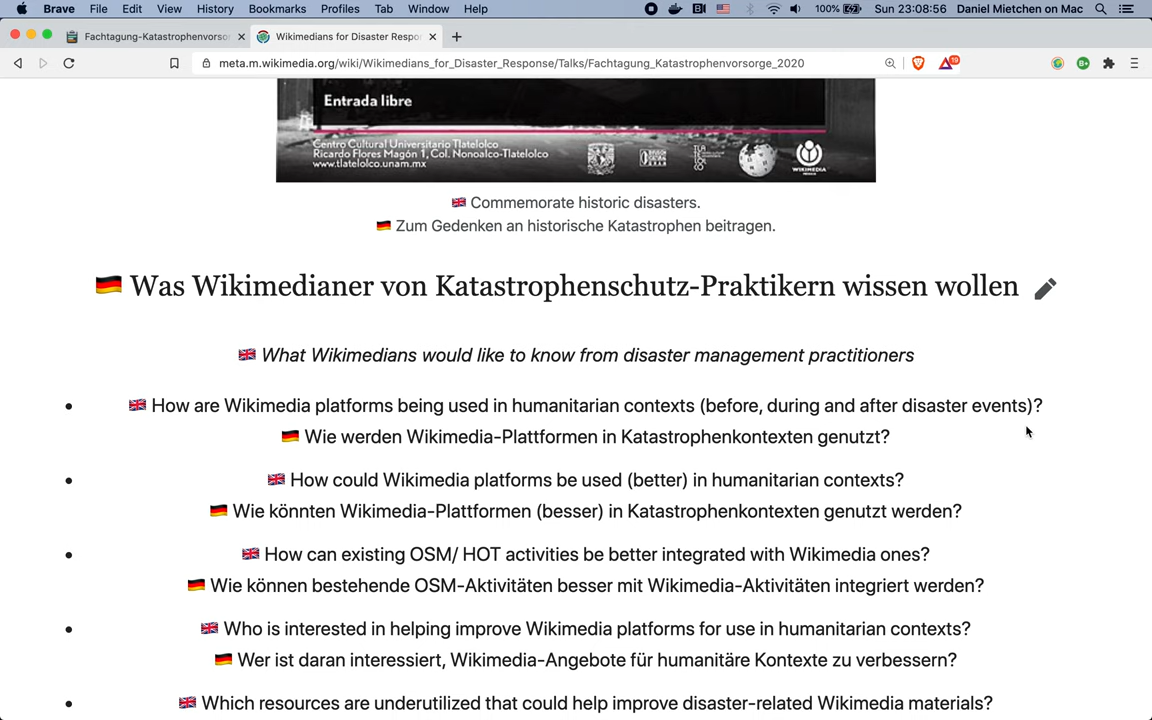 Brave File Edit View History Bookmarks Profiles Tab Window Help 100% Sun 23:08:56 Daniel Mietchen on Mac
Fachtagung-Katastrophenvorso
Wikimedians for Disaster Respo
meta.m.wikimedia.org/wiki/Wikimedians_for_Disaster_Response/Talks/Fachtagung_Katastrophenvorsorge_2020
19
Entrada libre
Centro Cultural Universitario Tlatelolco
Ricardo Flores Magón 1, Col. Nonoalco-Tlatelolco
www.tlatelolco.unam.mx
WIKIMEDIA
Commemorate historic disasters.
Zum Gedenken an historische Katastrophen beitragen.
Was Wikimedianer von Katastrophenschutz-Praktikern wissen wollen
What Wikimedians would like to know from disaster management practitioners
• How are Wikimedia platforms being used in humanitarian contexts (before, during and after disaster events)?
Wie werden Wikimedia-Plattformen in Katastrophenkontexten genutzt?
• How could Wikimedia platforms be used (better) in humanitarian contexts?
Wie könnten Wikimedia-Plattformen (besser) in Katastrophenkontexten genutzt werden?
• How can existing OSM/ HOT activities be better integrated with Wikimedia ones?
Wie können bestehende OSM-Aktivitäten besser mit Wikimedia-Aktivitäten integriert werden?
• Who is interested in helping improve Wikimedia platforms for use in humanitarian contexts?
Wer ist daran interessiert, Wikimedia-Angebote für humanitäre Kontexte zu verbessern?
• Which resources are underutilized that could help improve disaster-related Wikimedia materials?